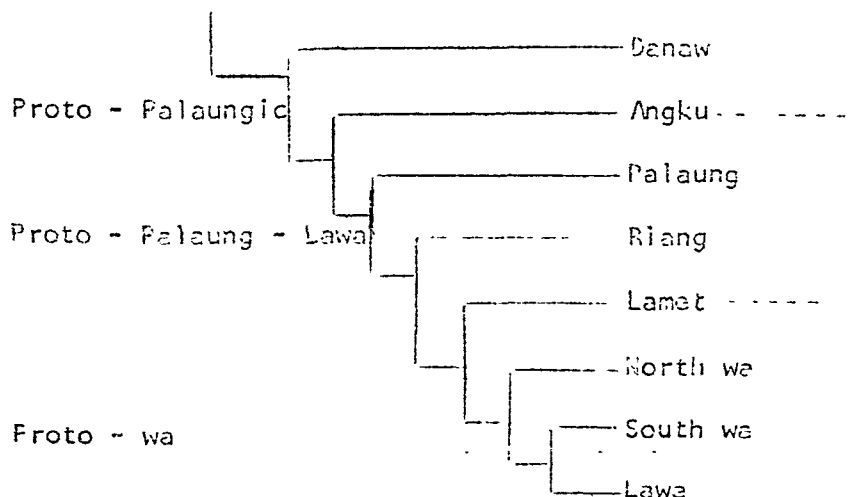 Danaw
Proto - Palaungic
Angku
Palaung
Proto - Palaung - Lawa
Riang
Lamet
North wa
South wa
Proto - wa
Lawa